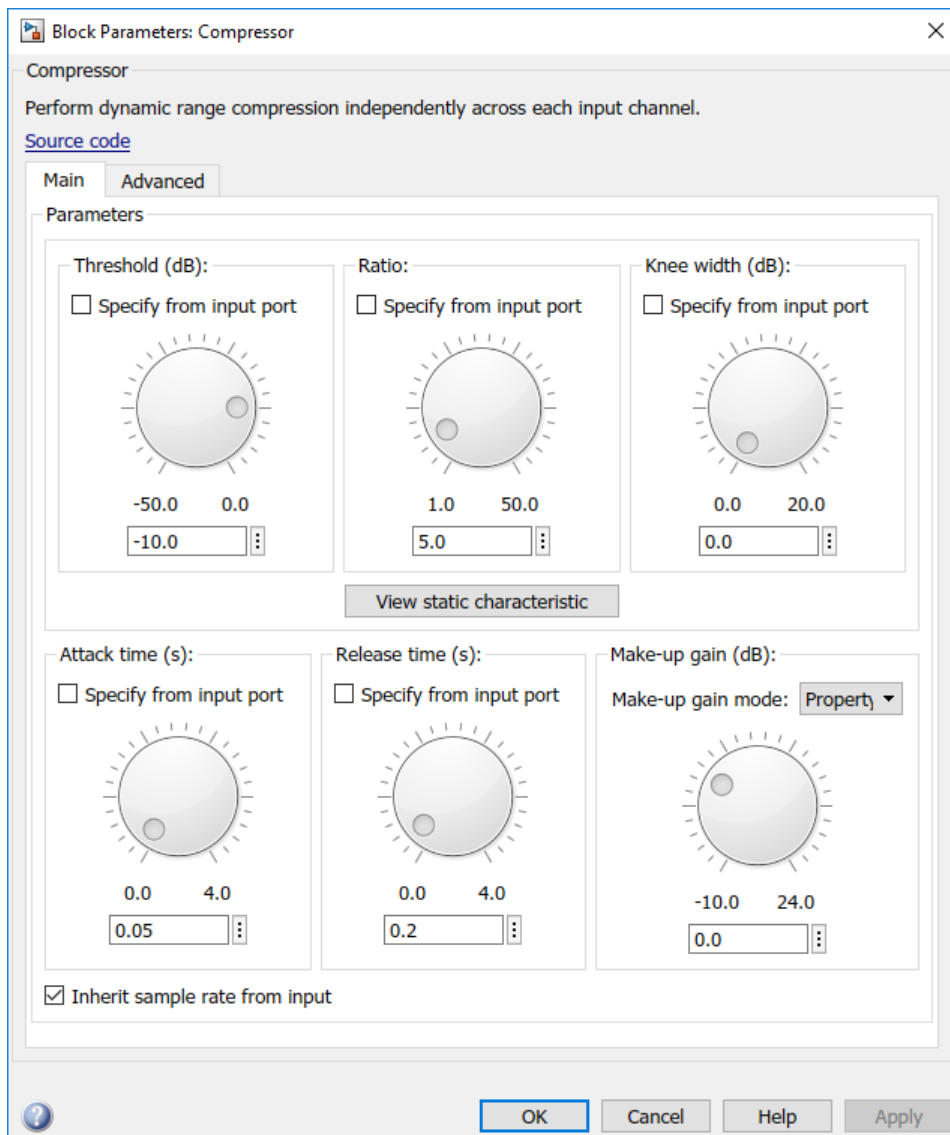 Block Parameters: Compressor
Compressor
Perform dynamic range compression independently across each input channel.
Source code
Main Advanced
Parameters
Threshold (dB): Ratio: Knee width (dB):
Specify from input port Specify from input port Specify from input port
-50.0 0.0 1.0 50.0 0.0 20.0
-10.0 5.0 0.0
View static characteristic
Attack time (s): Release time (s): Make-up gain (dB):
Specify from input port Specify from input port Make-up gain mode: Property
0.0 4.0 0.0 4.0 -10.0 24.0
0.05 0.2 0.0
Inherit sample rate from input
OK Cancel Help Apply